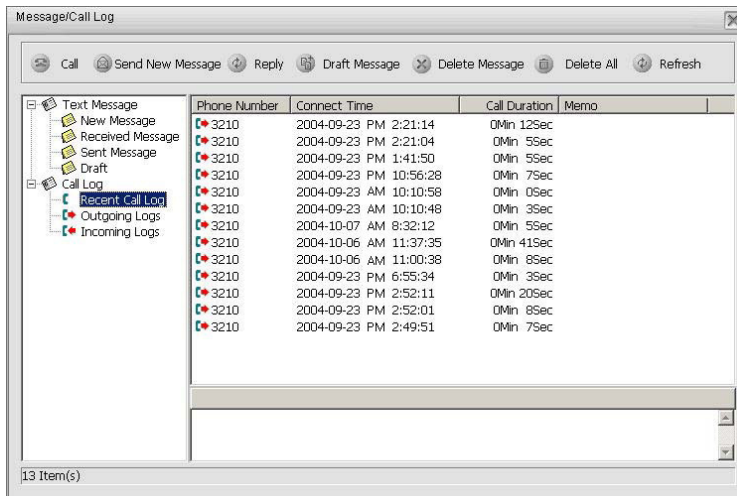 Message/Call Log
Call Send New Message Reply Draft Message Delete Message Delete All Refresh
Text Message
New Message
Received Message
Sent Message
Draft
Call Log
Recent Call Log
Outgoing Logs
Incoming Logs
Phone Number Connect Time Call Duration Memo
3210 2004-09-23 PM 2:21:14 0Min 12Sec
3210 2004-09-23 PM 2:21:04 0Min 5Sec
3210 2004-09-23 PM 1:41:50 0Min 5Sec
3210 2004-09-23 PM 10:56:28 0Min 7Sec
3210 2004-09-23 AM 10:10:58 0Min 0Sec
3210 2004-09-23 AM 10:10:48 0Min 3Sec
3210 2004-10-07 AM 8:32:12 0Min 5Sec
3210 2004-10-06 AM 11:37:35 0Min 41Sec
3210 2004-10-06 AM 11:00:38 0Min 8Sec
3210 2004-09-23 PM 6:55:34 0Min 3Sec
3210 2004-09-23 PM 2:52:11 0Min 20Sec
3210 2004-09-23 PM 2:52:01 0Min 8Sec
3210 2004-09-23 PM 2:49:51 0Min 7Sec
13 Item(s)